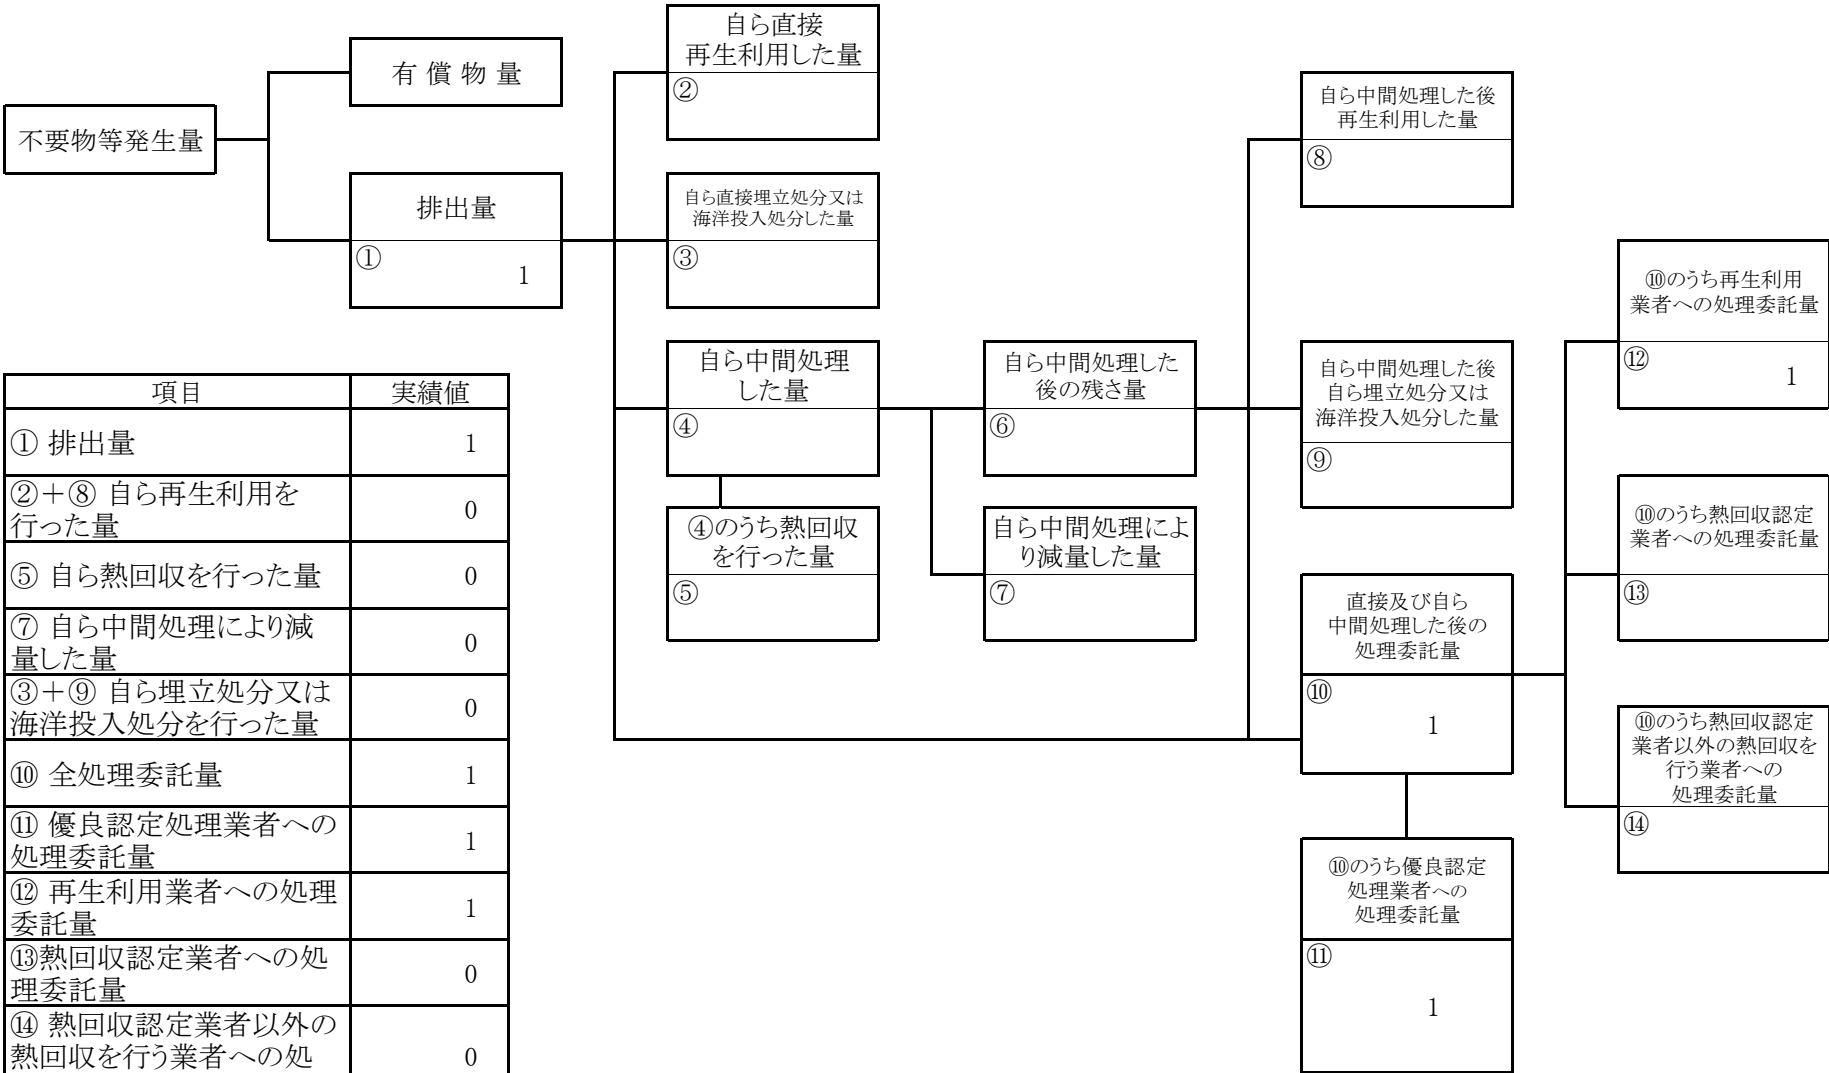 不要物等発生量
有 償 物 量
排出量
①
1
自ら直接
再生利用した量
②
自ら直接埋立処分又は
海洋投入処分した量
③
自ら中間処理
した量
④
④のうち熱回収
を行った量
⑤
自ら中間処理した
後の残さ量
⑥
自ら中間処理によ
り減量した量
⑦
自ら中間処理した後
再生利用した量
⑧
自ら中間処理した後
自ら埋立処分又は
海洋投入処分した量
⑨
直接及び自ら
中間処理した後の
処理委託量
⑩
1
⑩のうち優良認定
処理業者への
処理委託量
⑪
1
⑩のうち再生利用
業者への処理委託量
⑫
1
⑩のうち熱回収認定
業者への処理委託量
⑬
⑩のうち熱回収認定
業者以外の熱回収を
行う業者への
処理委託量
⑭
項目 実績値
① 排出量 1
②＋⑧ 自ら再生利用を
行った量 0
⑤ 自ら熱回収を行った量 0
⑦ 自ら中間処理により減
量した量 0
③＋⑨ 自ら埋立処分又は
海洋投入処分を行った量 0
⑩ 全処理委託量 1
⑪ 優良認定処理業者への
処理委託量 1
⑫ 再生利用業者への処理
委託量 1
⑬熱回収認定業者への処
理委託量 0
⑭ 熱回収認定業者以外の
熱回収を行う業者への処 0